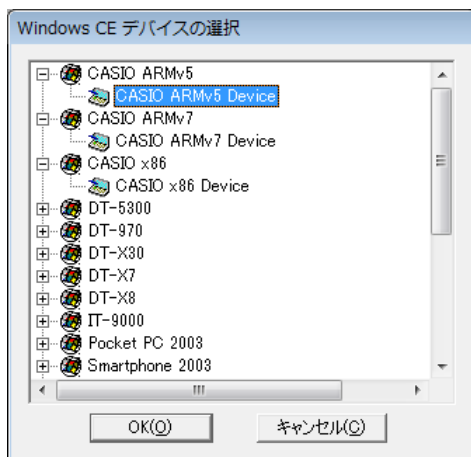 Windows CE デバイスの選択
CASIO ARMv5
CASIO ARMv5 Device
CASIO ARMv7
CASIO ARMv7 Device
CASIO x86
CASIO x86 Device
DT-5300
DT-970
DT-X30
DT-X7
DT-X8
IT-9000
Pocket PC 2003
Smartphone 2003
OK(O) キャンセル(C)